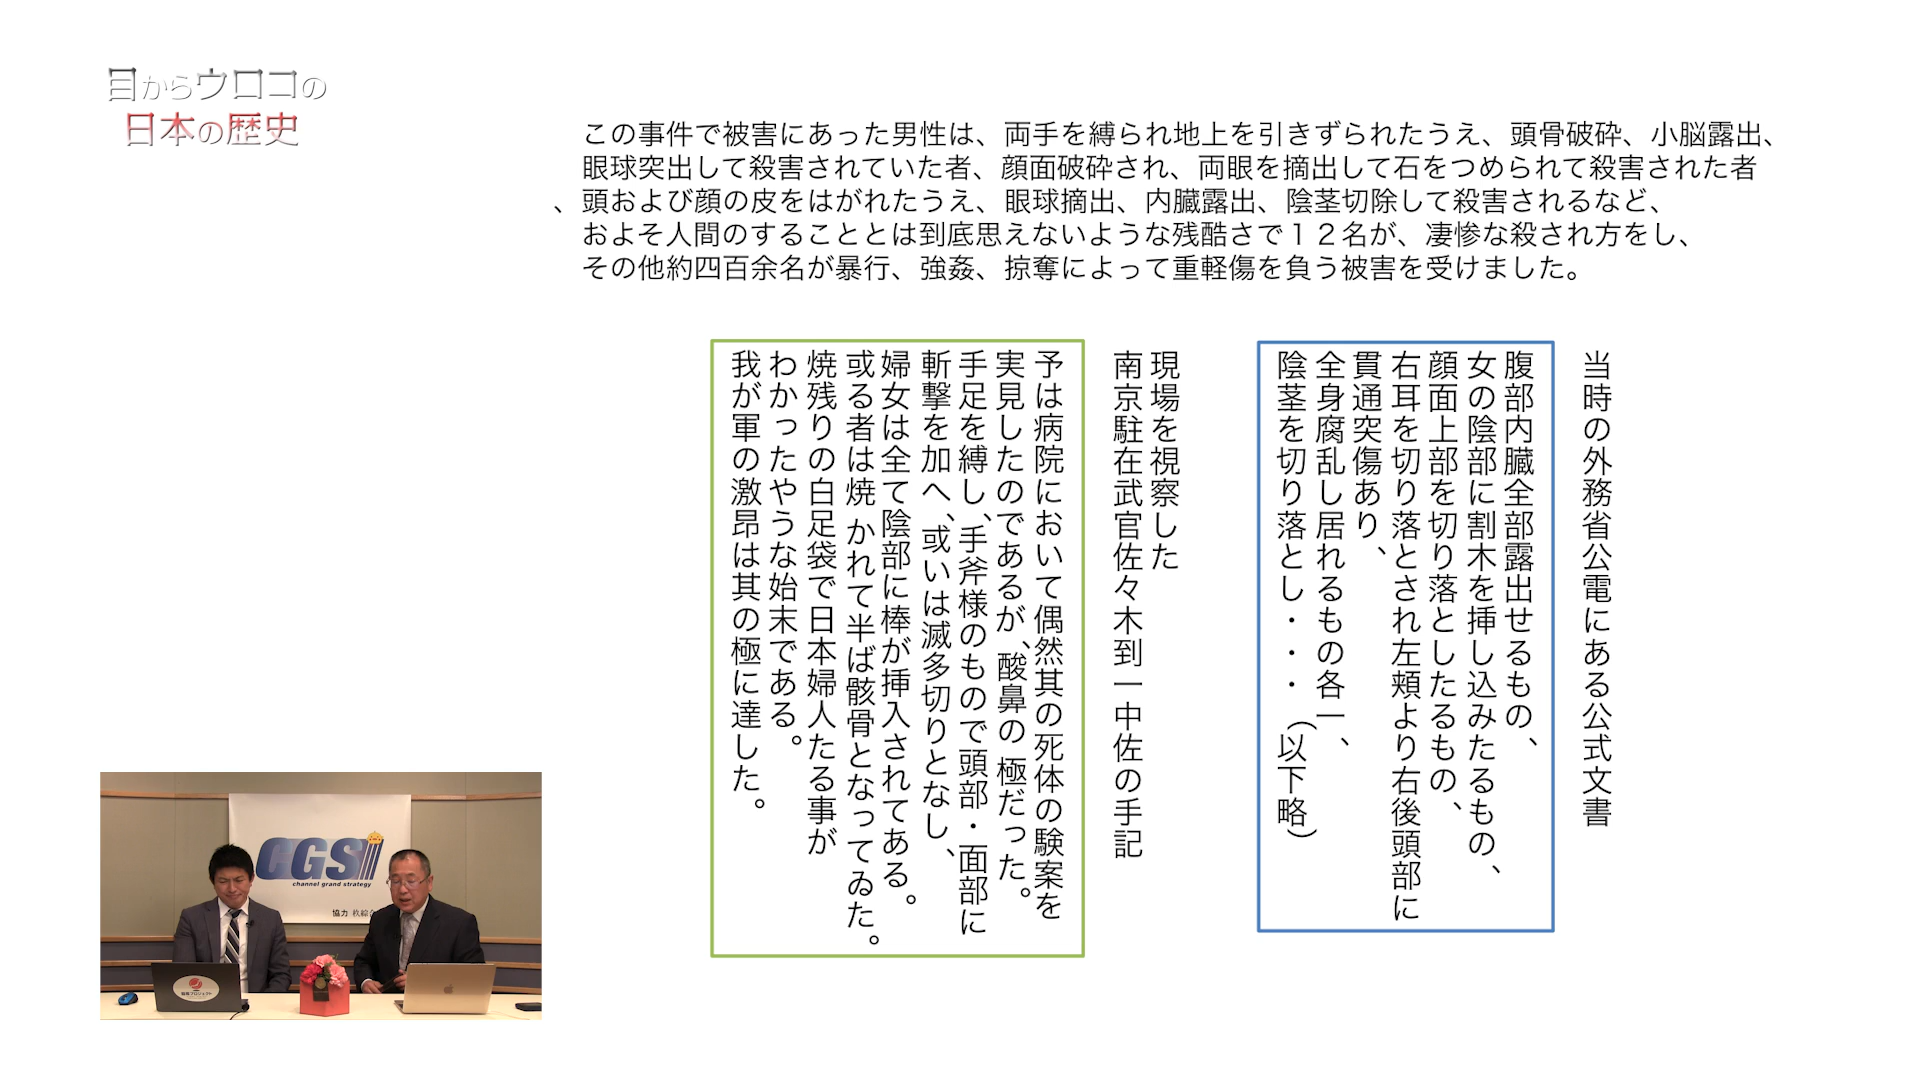 目からウロコの
日本の歴史
この事件で被害にあった男性は、両手を縛られ地上を引きずられたうえ、頭骨破砕、小脳露出、
眼球突出して殺害されていた者、顔面破砕され、両眼を摘出して石をつめられて殺害された者
、頭および顔の皮をはがれたうえ、眼球摘出、内臓露出、陰茎切除して殺害されるなど、
およそ人間のすることとは到底思えないような残酷さで１２名が、凄惨な殺され方をし、
その他約四百余名が暴行、強姦、掠奪によって重軽傷を負う被害を受けました。
当時の外務省公電にある公式文書
腹部内臓全部露出せるもの、
女の陰部に割木を挿し込みたるもの、
顔面上部を切り落としたるもの、
右耳を切り落とされ左頬より右後頭部に
貫通突傷あり、
全身腐乱し居れるもの各一、
陰茎を切り落とし・・・（以下略）
現場を視察した
南京駐在武官佐々木到一中佐の手記
予は病院において偶然其の死体の験案を
実見したのであるが、酸鼻の 極だった。
手足を縛し、手斧様のもので頭部・面部に
斬撃を加へ、或いは滅多切りとなし、
婦女は全て陰部に棒が挿入されてある。
或る者は焼 かれて半ば骸骨となってゐた。
焼残りの白足袋で日本婦人たる事が
わかったやうな始末である。
我が軍の激昂は其の極に達した。
CGS
channel grand strategy
協力